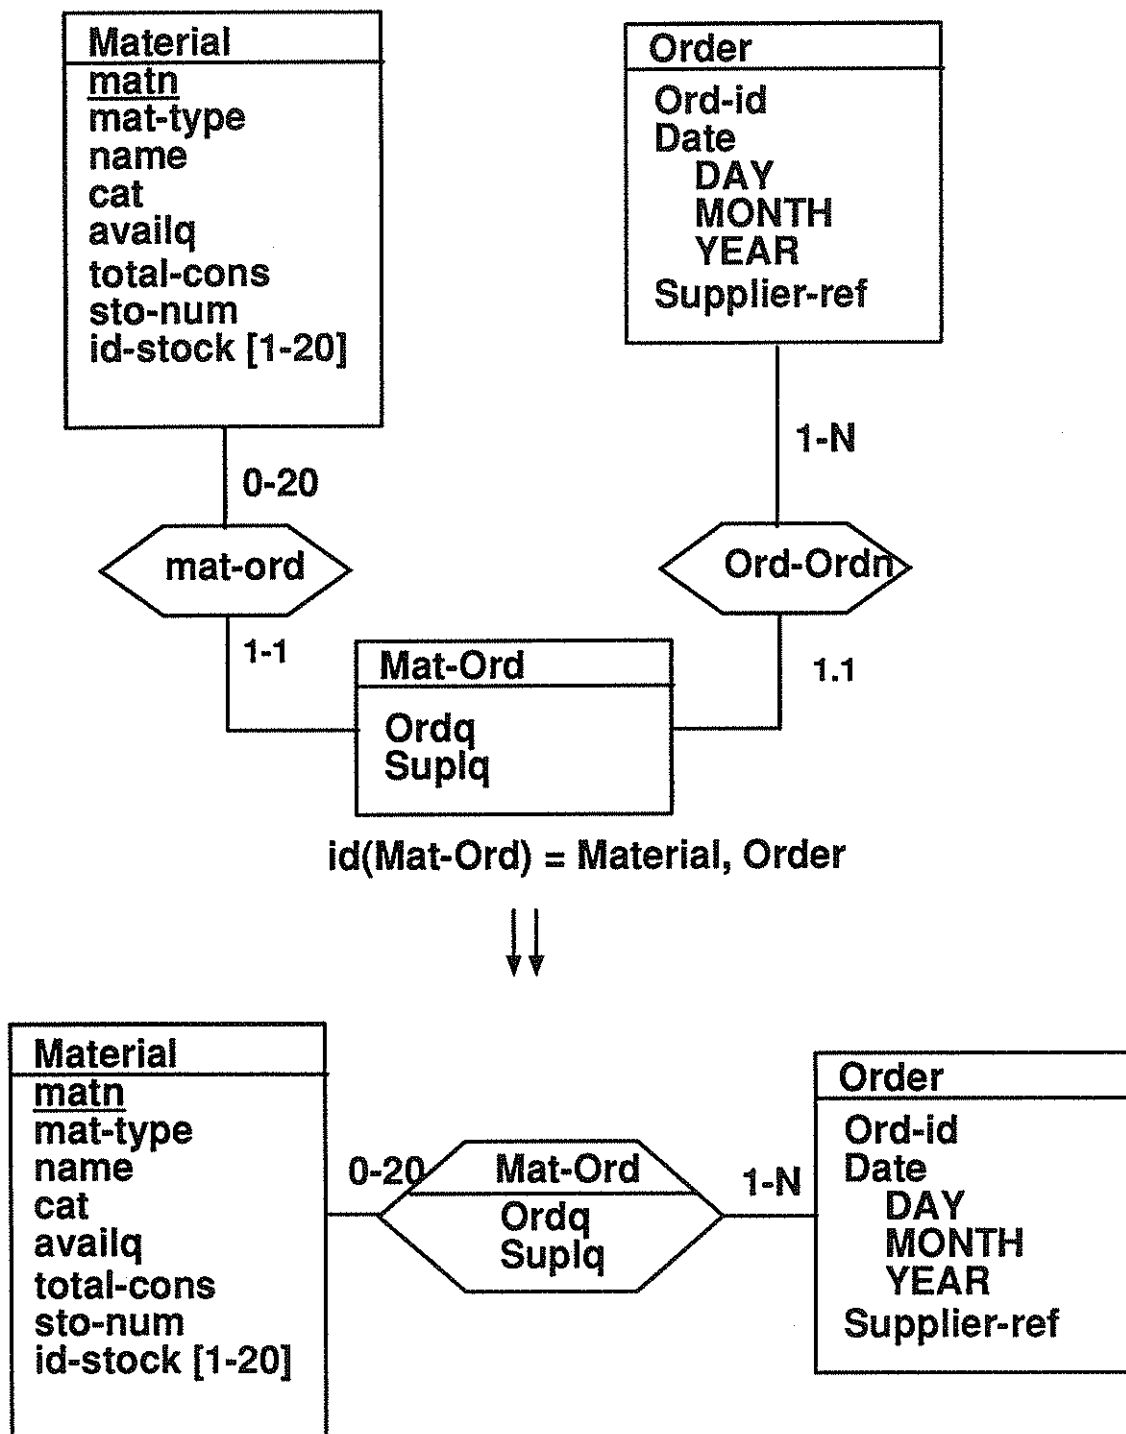 Material
matn
mat-type
name
cat
availq
total-cons
sto-num
id-stock [1-20]
Order
Ord-id
Date
DAY
MONTH
YEAR
Supplier-ref
0-20
1-N
mat-ord
Ord-Ordn
1-1
1.1
Mat-Ord
Ordq
Suplq
id(Mat-Ord) = Material, Order
Material
matn
mat-type
name
cat
availq
total-cons
sto-num
id-stock [1-20]
0-20
Mat-Ord
Ordq
Suplq
1-N
Order
Ord-id
Date
DAY
MONTH
YEAR
Supplier-ref